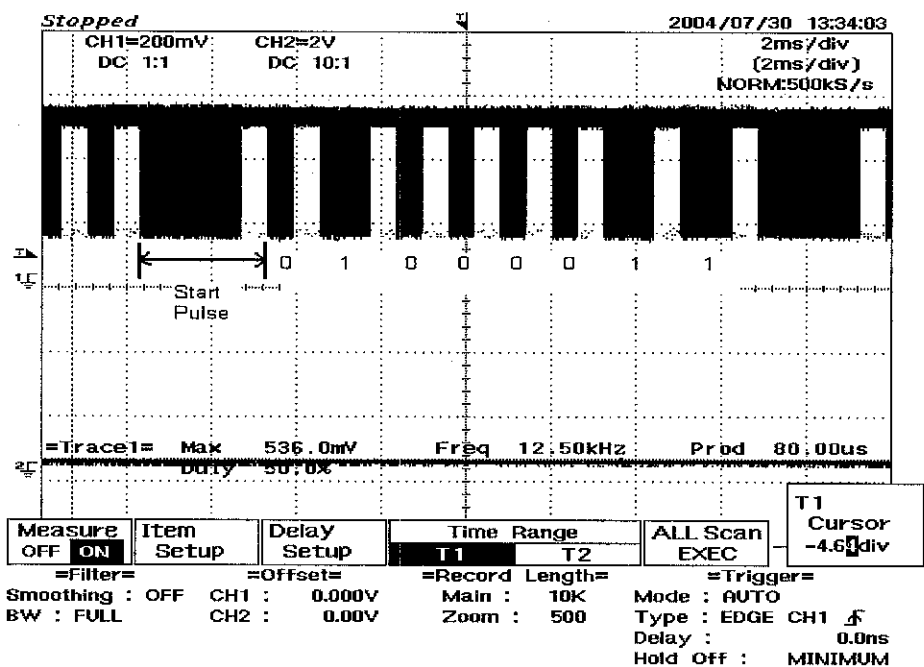 Stopped 2004/07/30 13:34:03
CH1=200mV CH2=2V 2ms/div
DC 1:1 DC 10:1 (2ms/div)
NORM:500kS/s
0 1 0 0 0 0 1 1
Start
Pulse
=Trace1= Max 536.0mV Freq 12.50kHz Prod 80.00us
Duty 50.0%
T1
Cursor
-4.64div
Measure Item Delay Time Range ALL Scan
OFF ON Setup Setup T1 T2 EXEC
=Filter= =Offset= =Record Length= =Trigger=
Smoothing : OFF CH1 : 0.000V Main : 10K Mode : AUTO
BW : FULL CH2 : 0.00V Zoom : 500 Type : EDGE CH1
Delay : 0.0ns
Hold Off : MINIMUM